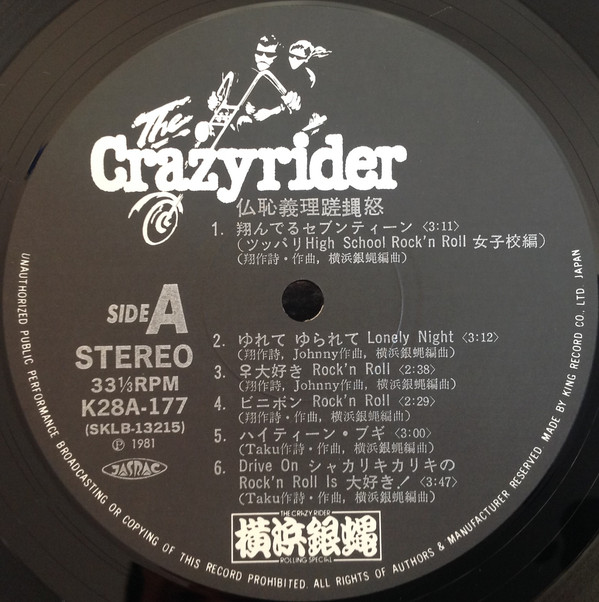 The
Crazyrider
仏恥義理蹉䋲怒
1. 翔んでるセブンティーン <3:11>
(ツッパリHigh School Rock'n Roll 女子校編)
(翔作詩・作曲, 横浜銀蝿編曲)
SIDE A
STEREO
33⅓RPM
K28A-177
(SKLB-13215)
Ⓟ 1981
JASRAC
2. ゆれて ゆられて Lonely Night <3:12>
(翔作詩, Johnny作曲, 横浜銀蝿編曲)
3. ♀大好き Rock'n Roll <2:38>
(翔作詩, Johnny作曲, 横浜銀蝿編曲)
4. ビニボン Rock'n Roll <2:29>
(翔作詩・作曲, 横浜銀蝿編曲)
5. ハイティーン・ブギ <3:00>
(Taku作詩・作曲, 横浜銀蝿編曲)
6. Drive On シャカリキカリキの
Rock'n Roll Is 大好き! <3:47>
(Taku作詩・作曲, 横浜銀蝿編曲)
THE CRAZY RIDER
横浜銀蝿
ROLLING SPECIAL
UNAUTHORIZED PUBLIC PERFORMANCE BROADCASTING OR COPYING OF THIS RECORD PROHIBITED. ALL RIGHTS OF AUTHORS & MANUFACTURER RESERVED. MADE BY KING RECORD CO., LTD. JAPAN